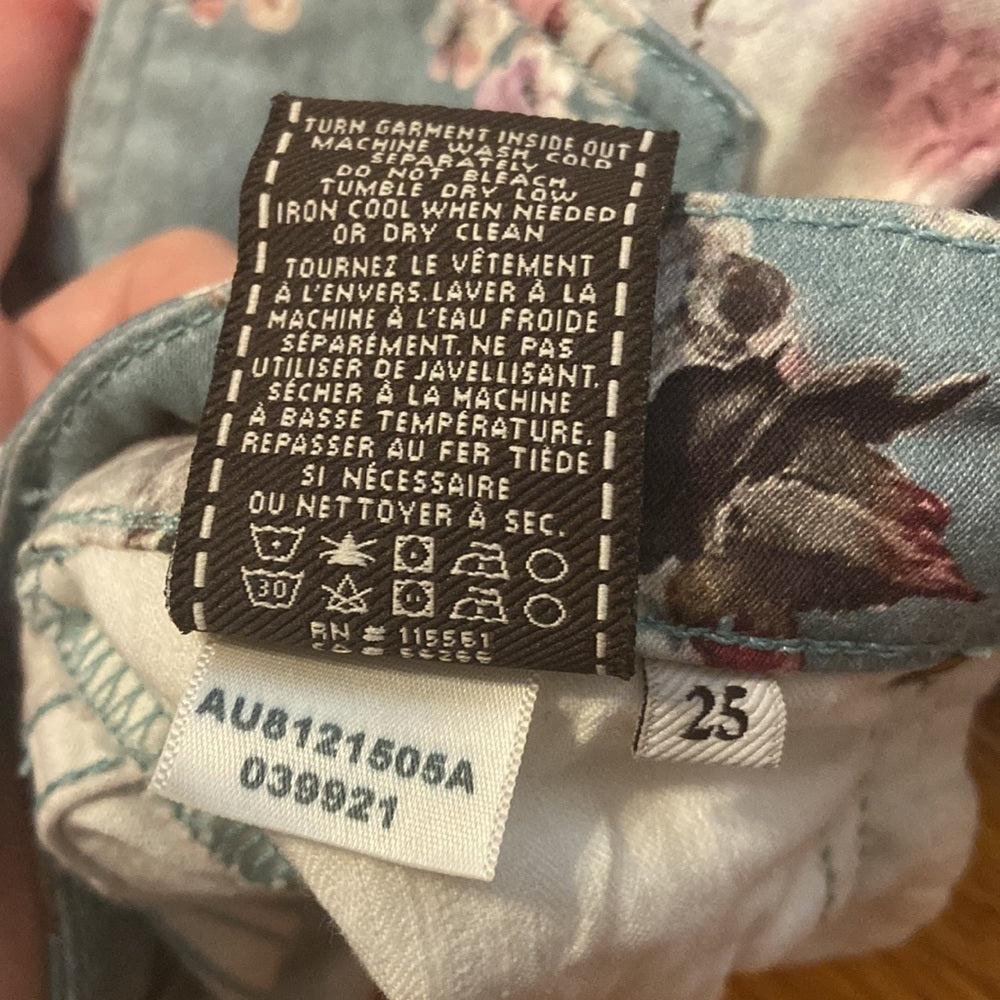 TURN GARMENT INSIDE OUT
MACHINE WASH COLD
SEPARATELY
DO NOT BLEACH
TUMBLE DRY LOW
IRON COOL WHEN NEEDED
OR DRY CLEAN
TOURNEZ LE VÊTEMENT
À L'ENVERS. LAVER À LA
MACHINE À L'EAU FROIDE
SÉPARÉMENT. NE PAS
UTILISER DE JAVELLISANT.
SÉCHER À LA MACHINE
À BASSE TEMPÉRATURE.
REPASSER AU FER TIÈDE
SI NÉCESSAIRE
OU NETTOYER À SEC.
30
RN # 115561
AU8121505A
039921
25